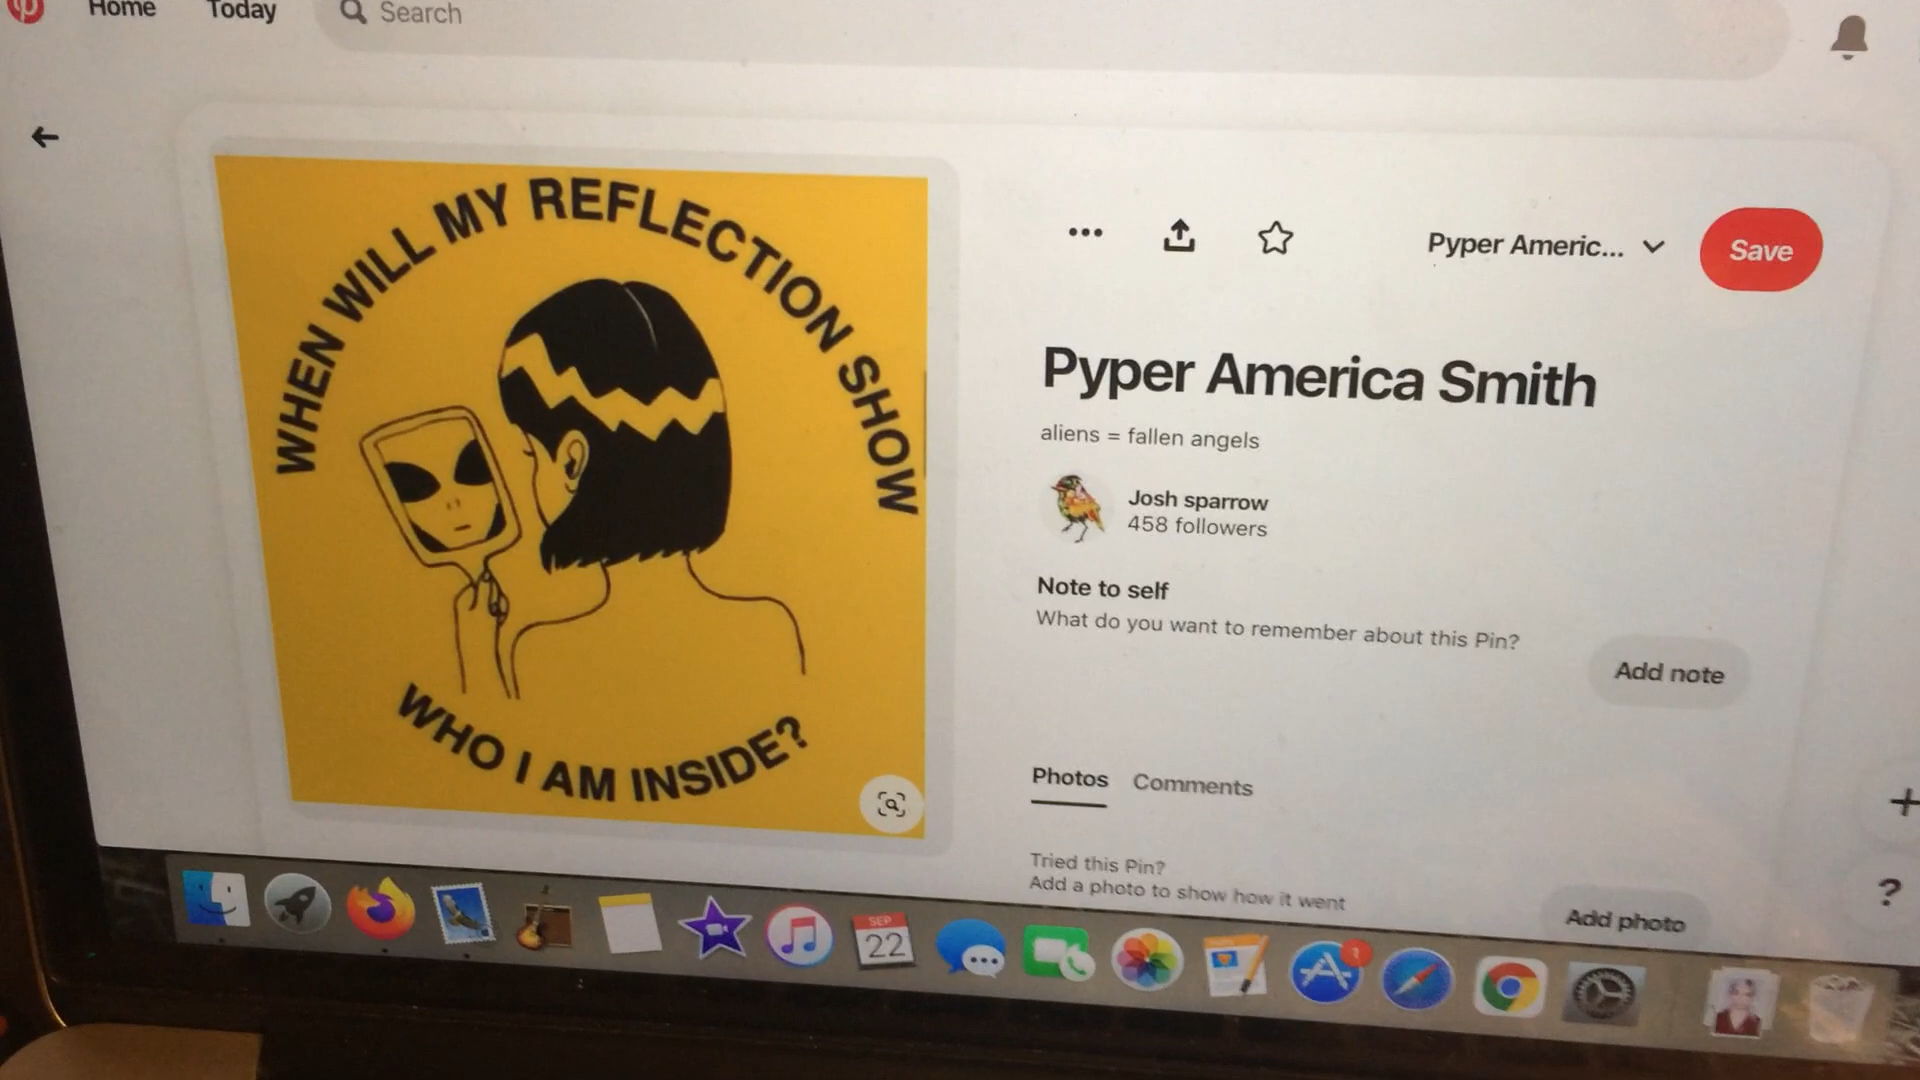 Home Today Search
WHEN WILL MY REFLECTION SHOW
WHO I AM INSIDE?
Pyper Americ...
Save
Pyper America Smith
aliens = fallen angels
Josh sparrow
458 followers
Note to self
What do you want to remember about this Pin?
Add note
Photos Comments
Tried this Pin?
Add a photo to show how it went
Add photo
+
?
SEP
22